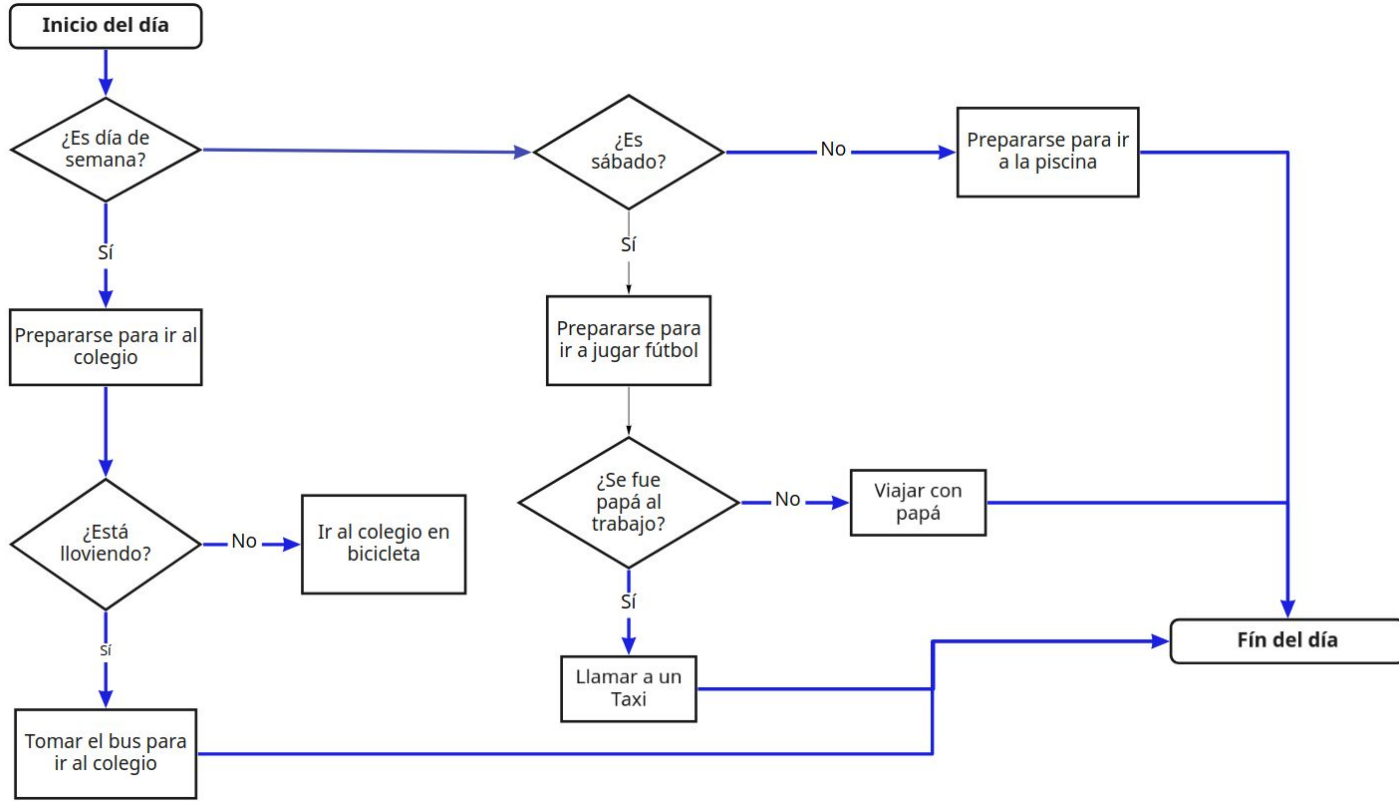 Inicio del día
¿Es día de
semana?
¿Es
sábado?
No
Prepararse para ir
a la piscina
Sí
Sí
Prepararse para ir al
colegio
Prepararse para
ir a jugar fútbol
¿Está
lloviendo?
No
Ir al colegio en
bicicleta
¿Se fue
papá al
trabajo?
No
Viajar con
papá
Sí
Sí
Fín del día
Llamar a un
Taxi
Tomar el bus para
ir al colegio